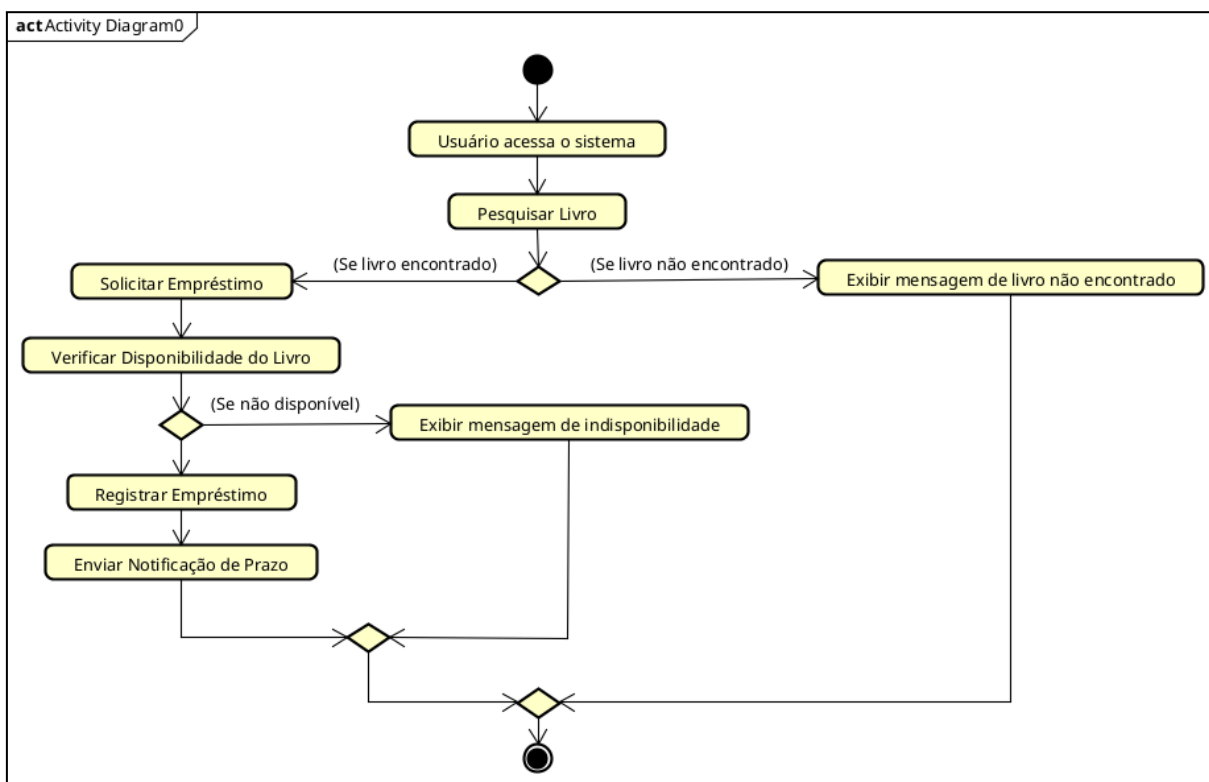 act Activity Diagram0
Usuário acessa o sistema
Pesquisar Livro
(Se livro encontrado)
(Se livro não encontrado)
Solicitar Empréstimo
Exibir mensagem de livro não encontrado
Verificar Disponibilidade do Livro
(Se não disponível)
Exibir mensagem de indisponibilidade
Registrar Empréstimo
Enviar Notificação de Prazo